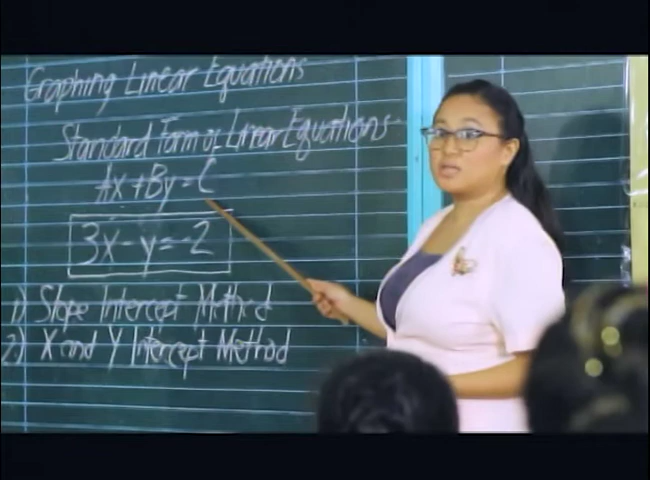 Graphing Linear Equations
Standard Form of Linear Equations
Ax + By = C
3x - y = -2
1) Slope Intercept Method
2) X and Y Intercept Method